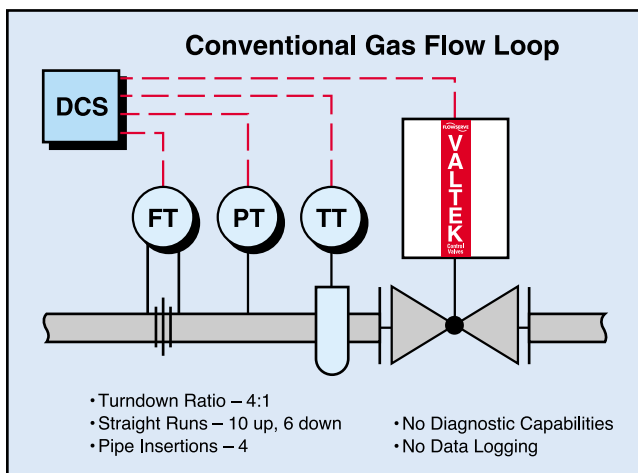 Conventional Gas Flow Loop
DCS
FLOWSERVE
VALTEK
Control
Valves
FT
PT
TT
• Turndown Ratio – 4:1
• Straight Runs – 10 up, 6 down
• Pipe Insertions – 4
• No Diagnostic Capabilities
• No Data Logging